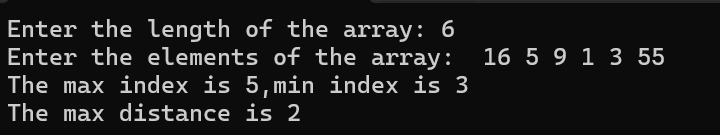 Enter the length of the array: 6
Enter the elements of the array:  16 5 9 1 3 55
The max index is 5,min index is 3
The max distance is 2